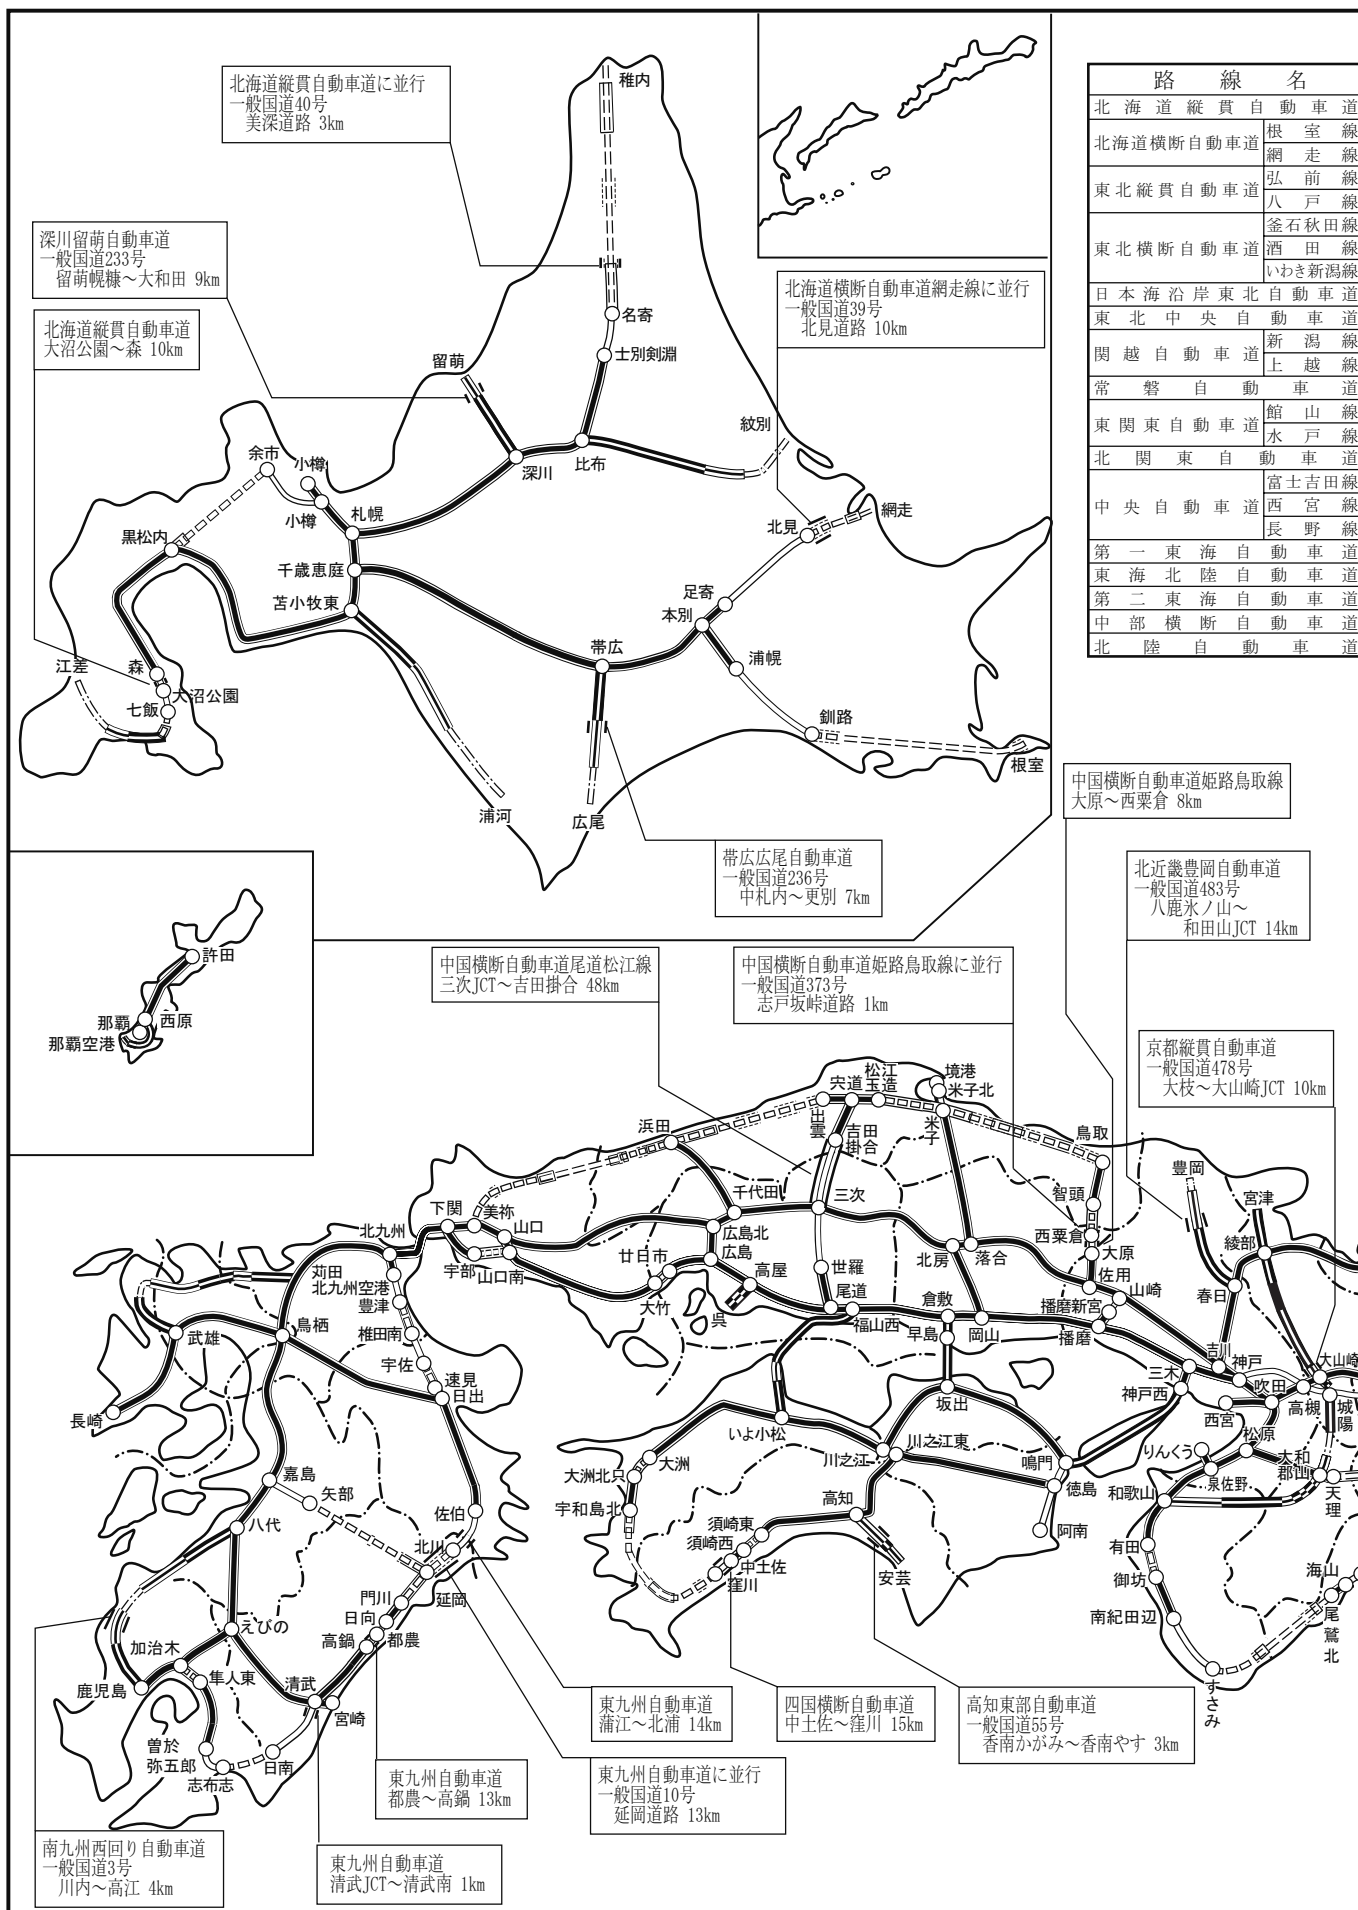 北海道縦貫自動車道に並行
一般国道40号
美深道路 3km
深川留萌自動車道
一般国道233号
留萌幌糠～大和田 9km
北海道縦貫自動車道
大沼公園～森 10km
北海道横断自動車道網走線に並行
一般国道39号
北見道路 10km
路線名
北海道縦貫自動車道
北海道横断自動車道
根室線
網走線
東北縦貫自動車道
弘前線
八戸線
東北横断自動車道
釜石秋田線
酒田線
いわき新潟線
日本海沿岸東北自動車道
東北中央自動車道
関越自動車道
新潟線
上越線
常磐自動車道
東関東自動車道
館山線
水戸線
北関東自動車道
中央自動車道
富士吉田線
西宮線
長野線
第一東海自動車道
東海北陸自動車道
第二東海自動車道
中部横断自動車道
北陸自動車道
稚内
名寄
士別剣淵
留萌
紋別
余市
小樽
小樽
深川
比布
札幌
北見
網走
黒松内
千歳恵庭
足寄
苫小牧東
本別
帯広
浦幌
江差
森
大沼公園
七飯
釧路
根室
浦河
広尾
帯広広尾自動車道
一般国道236号
中札内～更別 7km
中国横断自動車道姫路鳥取線
大原～西粟倉 8km
北近畿豊岡自動車道
一般国道483号
八鹿氷ノ山～
和田山JCT 14km
許田
那覇
西原
那覇空港
中国横断自動車道尾道松江線
三次JCT～吉田掛合 48km
中国横断自動車道姫路鳥取線に並行
一般国道373号
志戸坂峠道路 1km
京都縦貫自動車道
一般国道478号
大枝～大山崎JCT 10km
境港
米子北
松江
玉造
宍道
出雲
米子
浜田
吉田
掛合
鳥取
豊岡
智頭
宮津
千代田
三次
下関
美祢
山口
西粟倉
綾部
北九州
広島北
大原
廿日市
広島
北房
落合
宇部
山口南
苅田
北九州空港
世羅
佐用
山崎
春日
豊津
高屋
尾道
倉敷
播磨新宮
大竹
呉
福山西
早島
岡山
播磨
椎田南
鳥栖
武雄
吉川
神戸
大山崎
宇佐
三木
速見
日出
神戸西
吹田
坂出
西宮
高槻
城陽
長崎
いよ小松
松原
川之江
川之江東
りんくう
大和
郡山
大洲北只
大洲
鳴門
泉佐野
嘉島
徳島
天理
矢部
和歌山
宇和島北
高知
佐伯
八代
須崎東
阿南
北川
須崎西
有田
中土佐
窪川
安芸
海山
御坊
延岡
門川
尾鷲北
日向
南紀田辺
えびの
都農
高鍋
加治木
隼人東
鹿児島
清武
すさみ
宮崎
曽於
弥五郎
志布志
日南
東九州自動車道
蒲江～北浦 14km
四国横断自動車道
中土佐～窪川 15km
高知東部自動車道
一般国道55号
香南かがみ～香南やす 3km
東九州自動車道
都農～高鍋 13km
東九州自動車道に並行
一般国道10号
延岡道路 13km
南九州西回り自動車道
一般国道3号
川内～高江 4km
東九州自動車道
清武JCT～清武南 1km